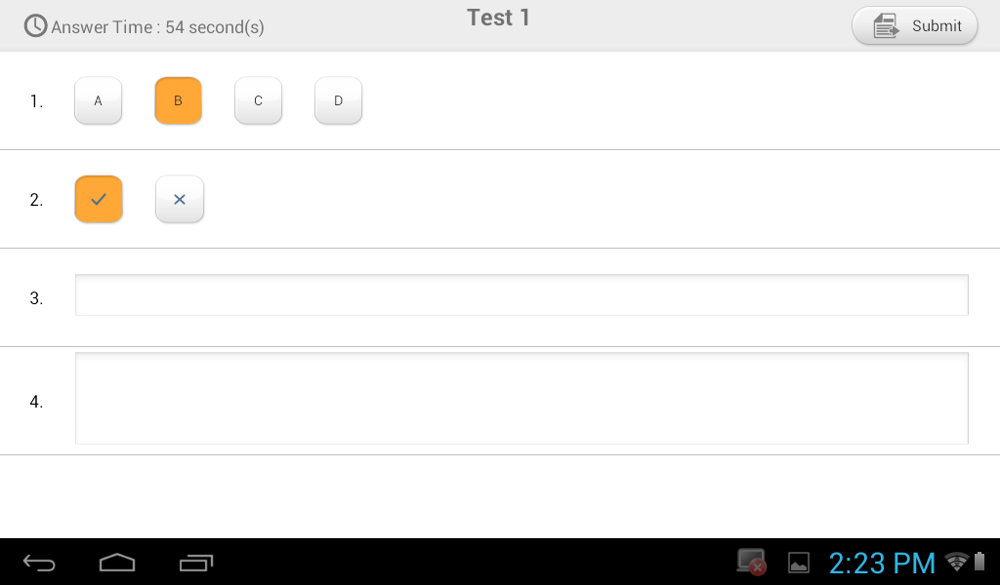 Answer Time : 54 second(s)
Test 1
Submit
1. A B C D
2.
3.
4.
2:23 PM